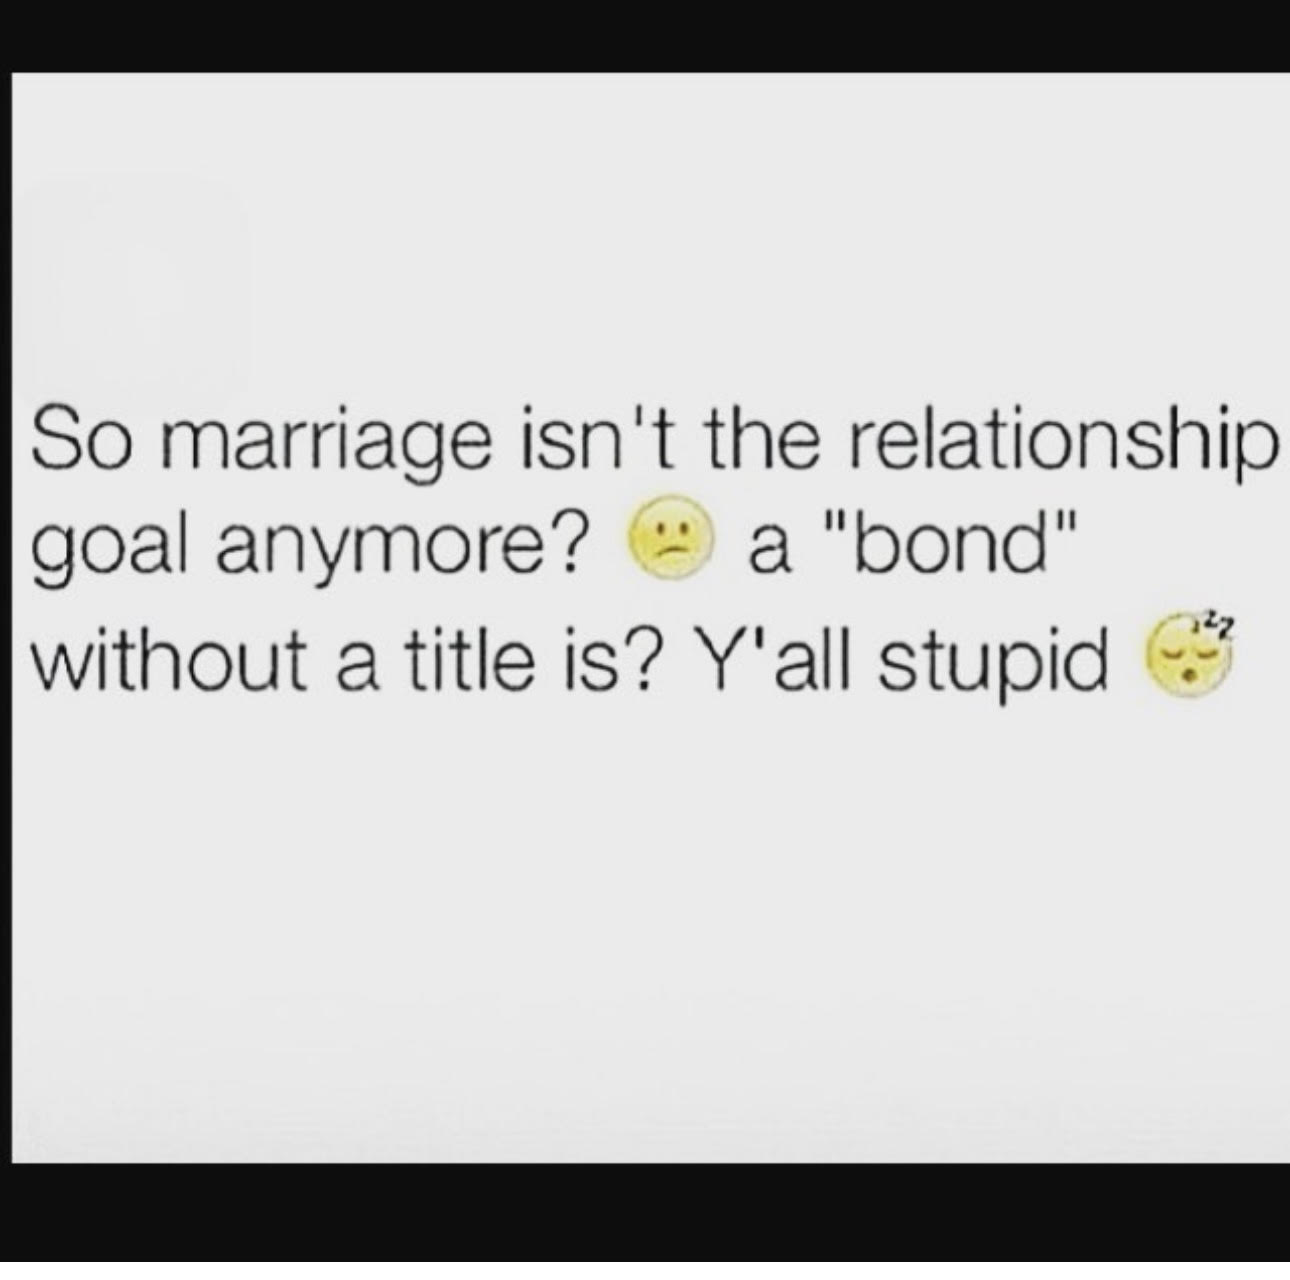 So marriage isn't the relationship
goal anymore? 😕 a "bond"
without a title is? Y'all stupid 😴